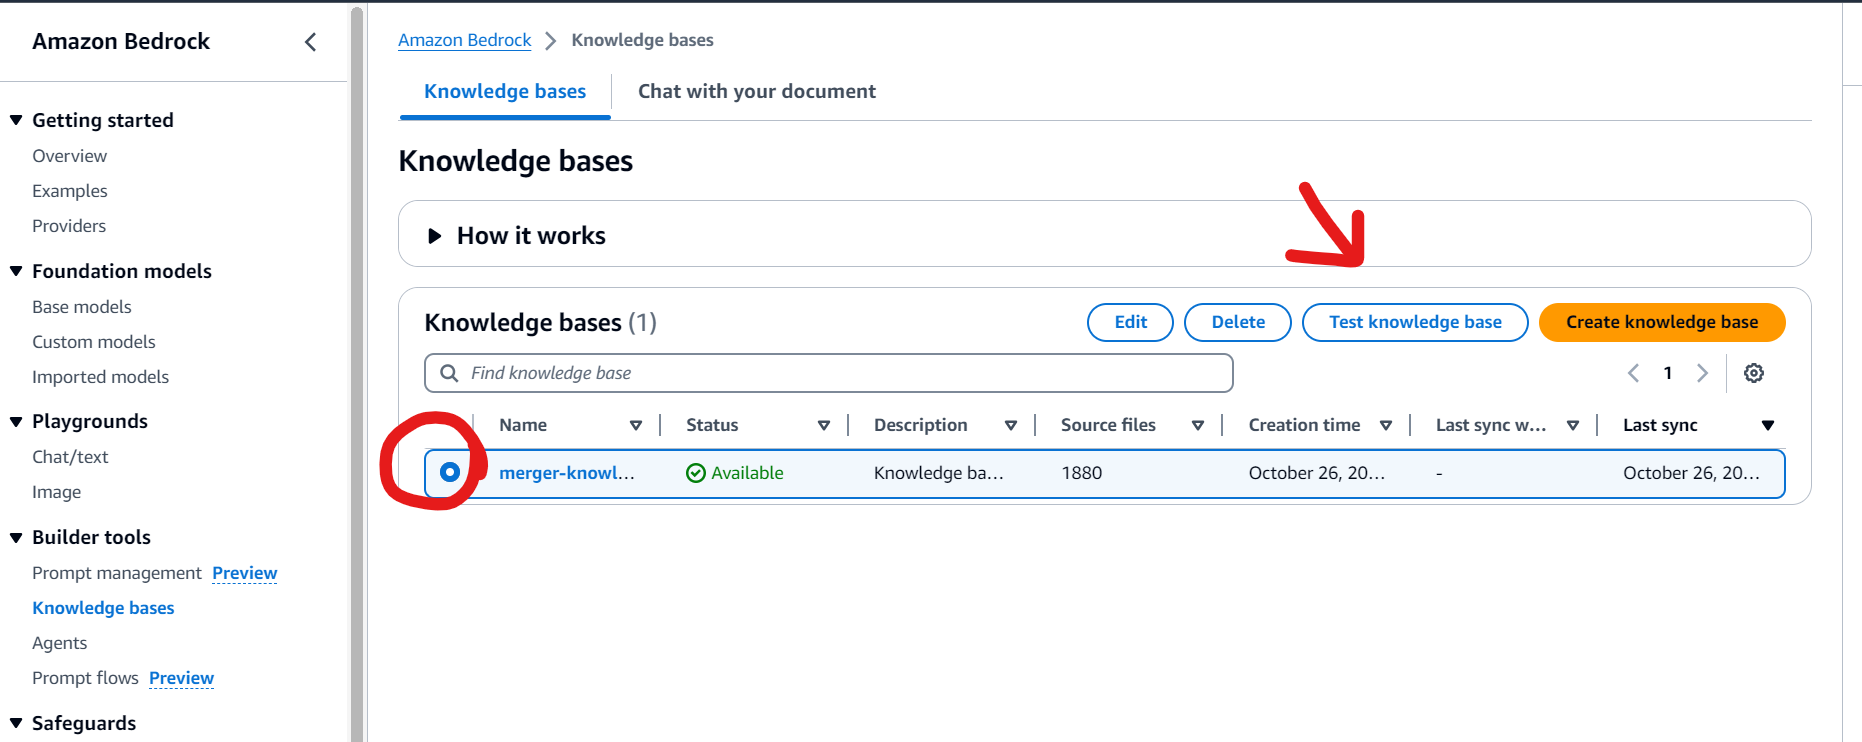 Amazon Bedrock
Getting started
Overview
Examples
Providers
Foundation models
Base models
Custom models
Imported models
Playgrounds
Chat/text
Image
Builder tools
Prompt management Preview
Knowledge bases
Agents
Prompt flows Preview
Safeguards
Amazon Bedrock Knowledge bases
Knowledge bases Chat with your document
Knowledge bases
How it works
Knowledge bases (1) Edit Delete Test knowledge base Create knowledge base
Find knowledge base 1
Name Status Description Source files Creation time Last sync w... Last sync
merger-knowl... Available Knowledge ba... 1880 October 26, 20... - October 26, 20...